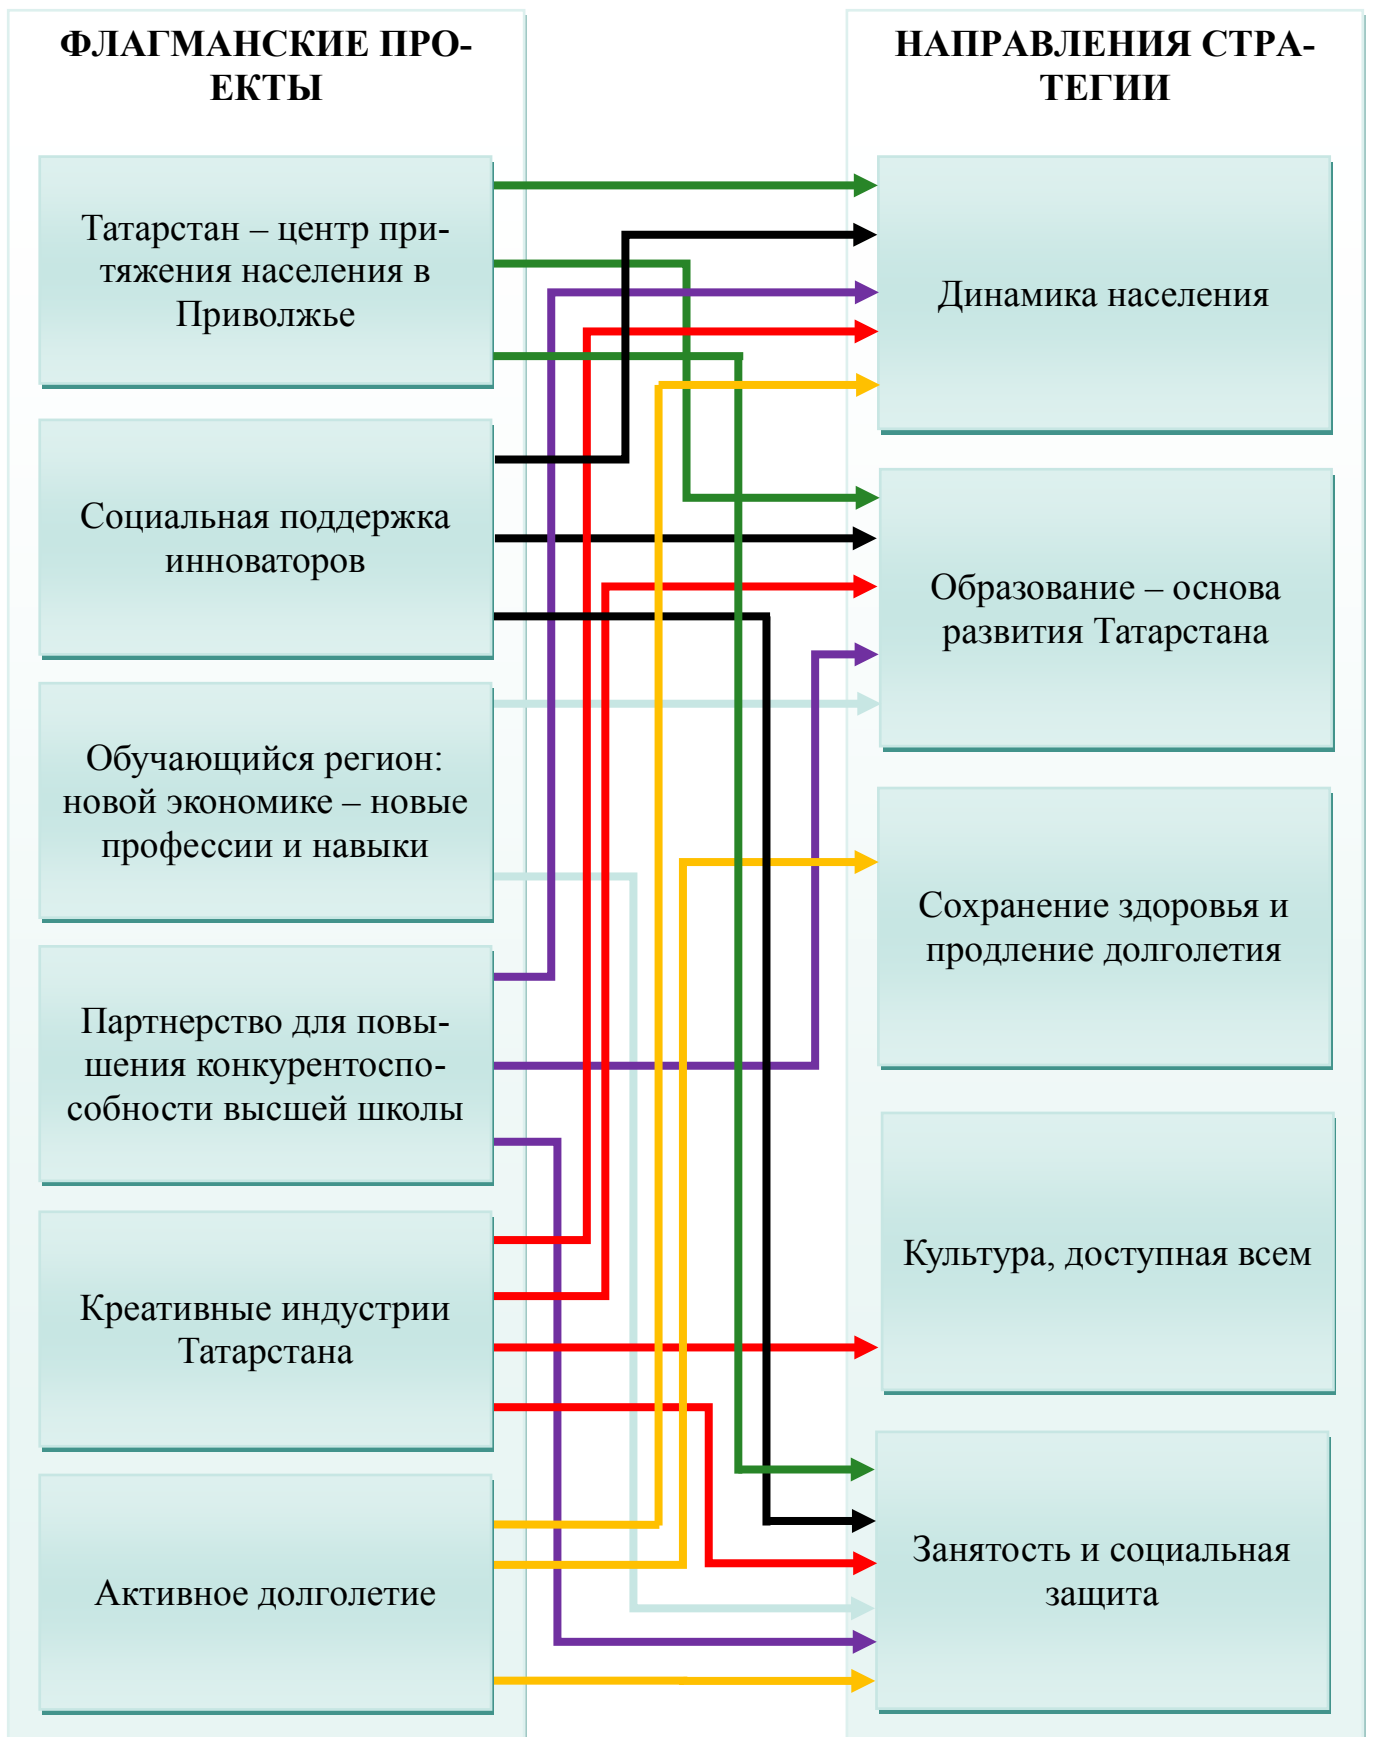 ФЛАГМАНСКИЕ ПРО-
ЕКТЫ
Татарстан – центр при-
тяжения населения в
Приволжье
Социальная поддержка
инноваторов
Обучающийся регион:
новой экономике – новые
профессии и навыки
Партнерство для повы-
шения конкурентоспо-
собности высшей школы
Креативные индустрии
Татарстана
Активное долголетие
НАПРАВЛЕНИЯ СТРА-
ТЕГИИ
Динамика населения
Образование – основа
развития Татарстана
Сохранение здоровья и
продление долголетия
Культура, доступная всем
Занятость и социальная
защита